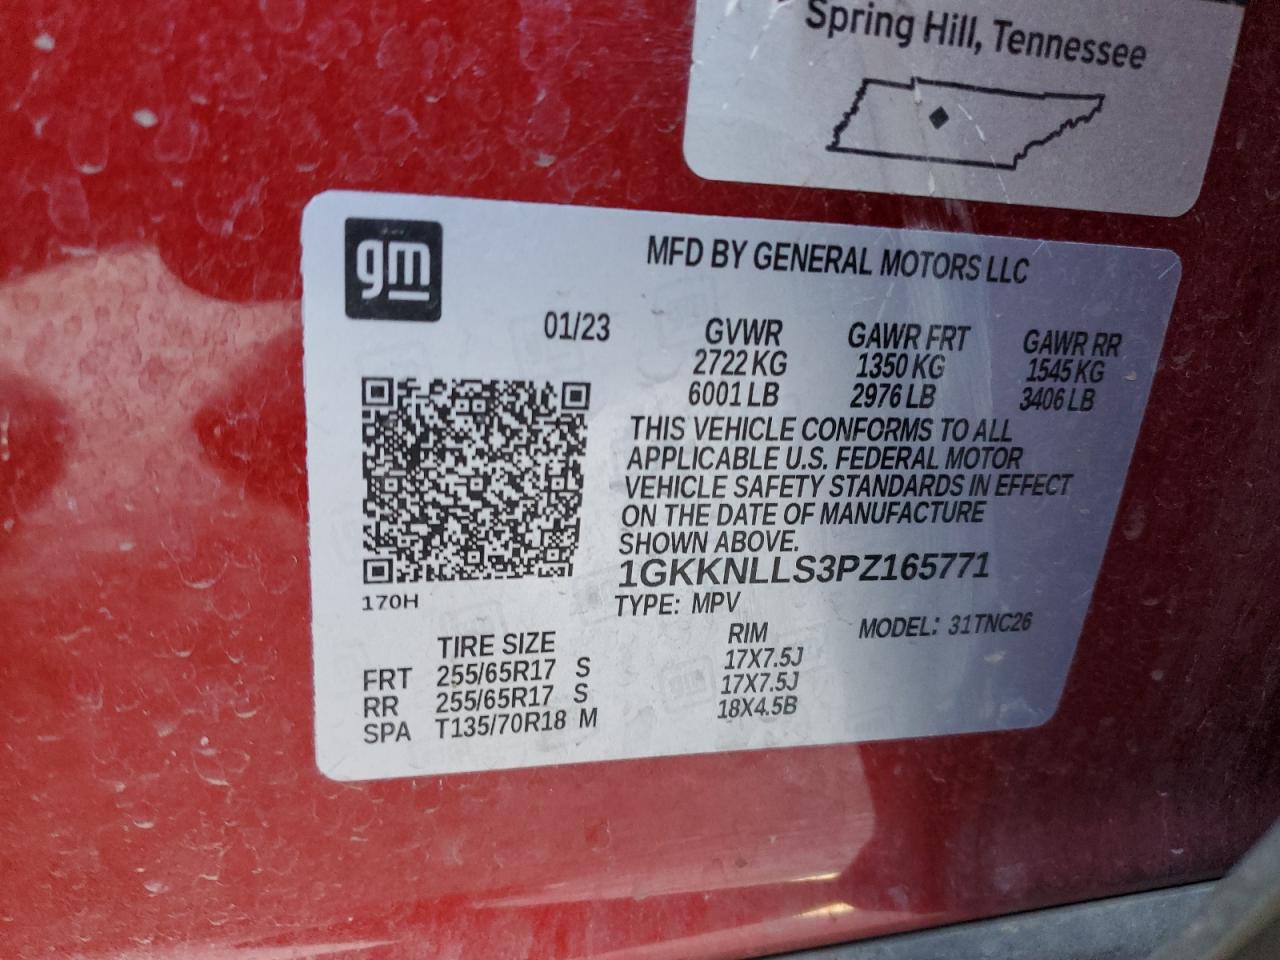 Spring Hill, Tennessee
gm
MFD BY GENERAL MOTORS LLC
01/23
GVWR GAWR FRT GAWR RR
2722 KG 1350 KG 1545 KG
6001 LB 2976 LB 3406 LB
THIS VEHICLE CONFORMS TO ALL
APPLICABLE U.S. FEDERAL MOTOR
VEHICLE SAFETY STANDARDS IN EFFECT
ON THE DATE OF MANUFACTURE
SHOWN ABOVE.
1GKKNLLS3PZ165771
170H
TYPE: MPV
MODEL: 31TNC26
TIRE SIZE RIM
FRT 255/65R17 S 17X7.5J
RR 255/65R17 S 17X7.5J
SPA T135/70R18 M 18X4.5B